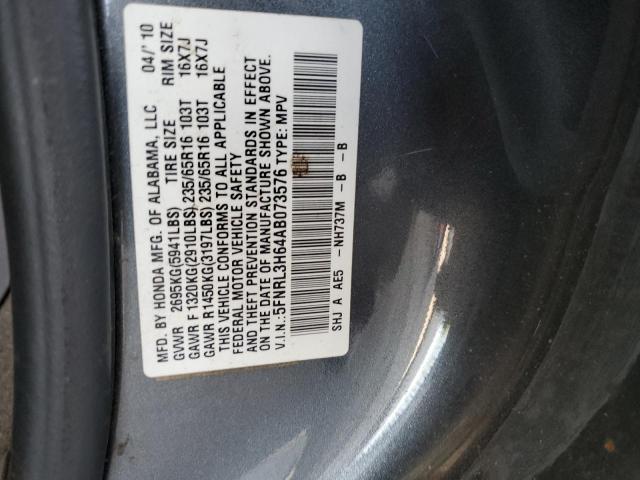 MFD. BY HONDA MFG. OF ALABAMA, LLC 04/'10
GVWR 2695KG(5941LBS) TIRE SIZE RIM SIZE
GAWR F 1320KG(2910LBS) 235/65R16 103T 16X7J
GAWR R 1450KG(3197LBS) 235/65R16 103T 16X7J
THIS VEHICLE CONFORMS TO ALL APPLICABLE
FEDERAL MOTOR VEHICLE SAFETY
AND THEFT PREVENTION STANDARDS IN EFFECT
ON THE DATE OF MANUFACTURE SHOWN ABOVE.
V.I.N.:5FNRL3H64AB073576 TYPE: MPV
SHJ A AE5 -NH737M -B -B